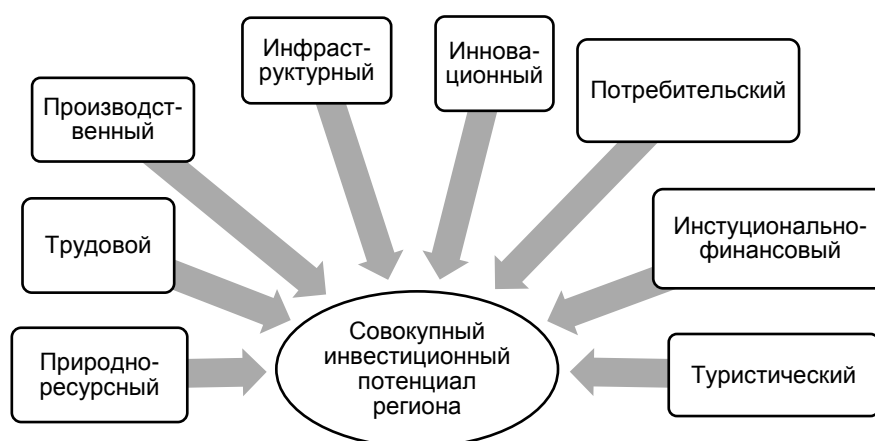 Инфраст-
руктурный
Иннова-
ционный
Потребительский
Производст-
венный
Трудовой
Инстуционально-
финансовый
Природно-
ресурсный
Совокупный
инвестиционный
потенциал
региона
Туристический